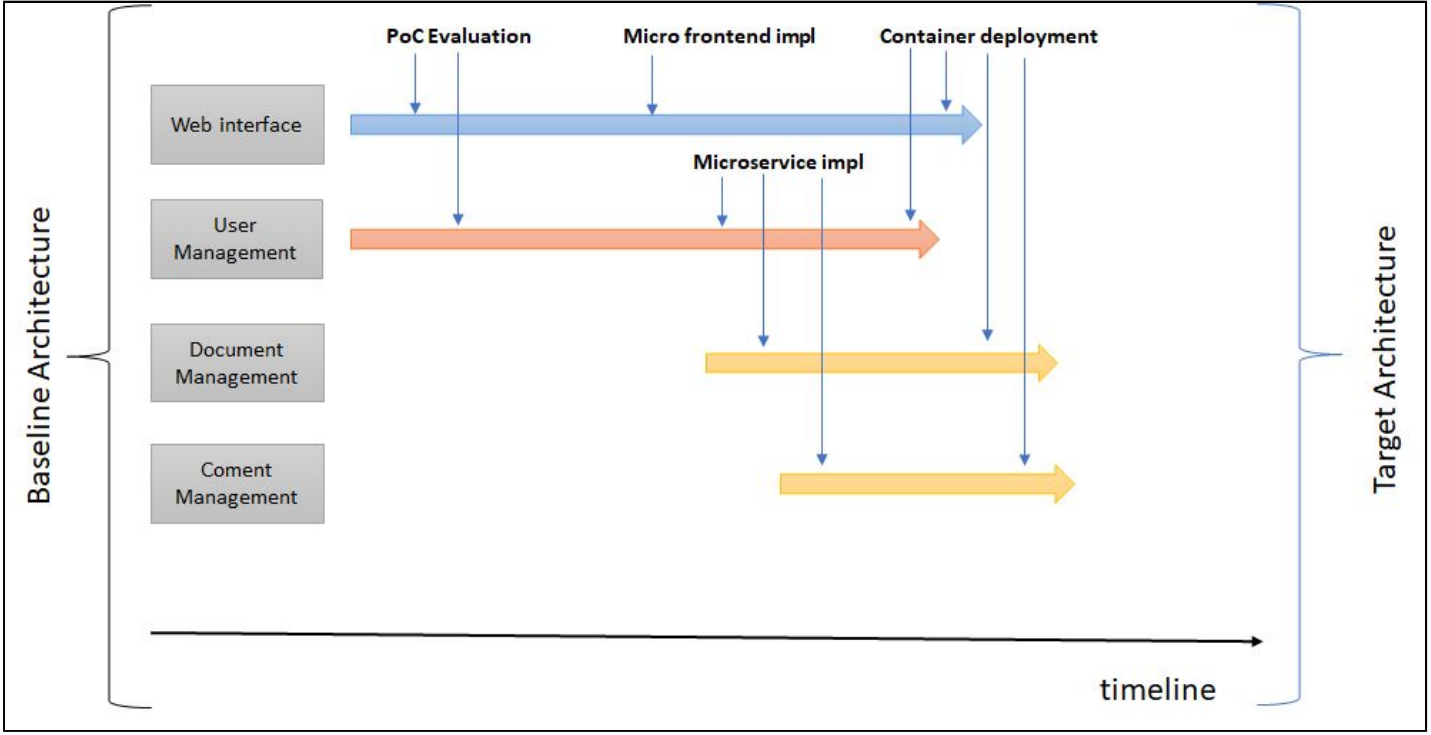 PoC Evaluation
Micro frontend impl
Container deployment
Web interface
Microservice impl
User
Management
Document
Management
Coment
Management
Baseline Architecture
Target Architecture
timeline